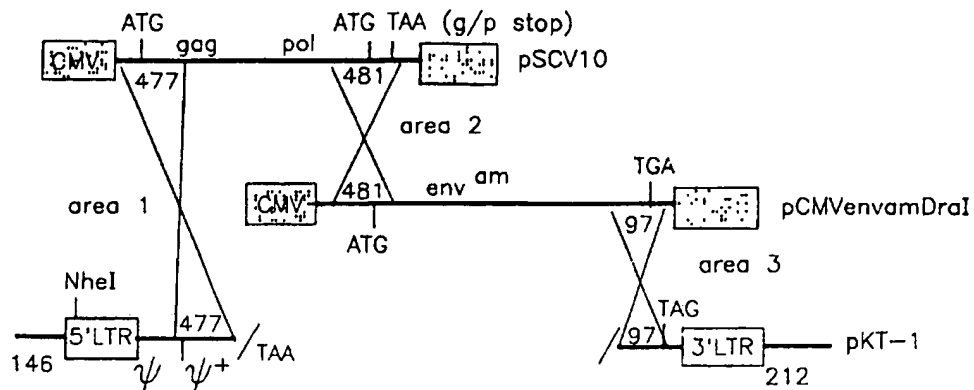 ATG ATG TAA (g/p stop)
CMV gag pol pSCV10
477 481
area 2
TGA
481 env am
area 1 CMV 97 pCMVenvamDraI
ATG
area 3
NheI
477 97 TAG
5'LTR TAA 3'LTR pKT-1
146 ψ ψ+ 212